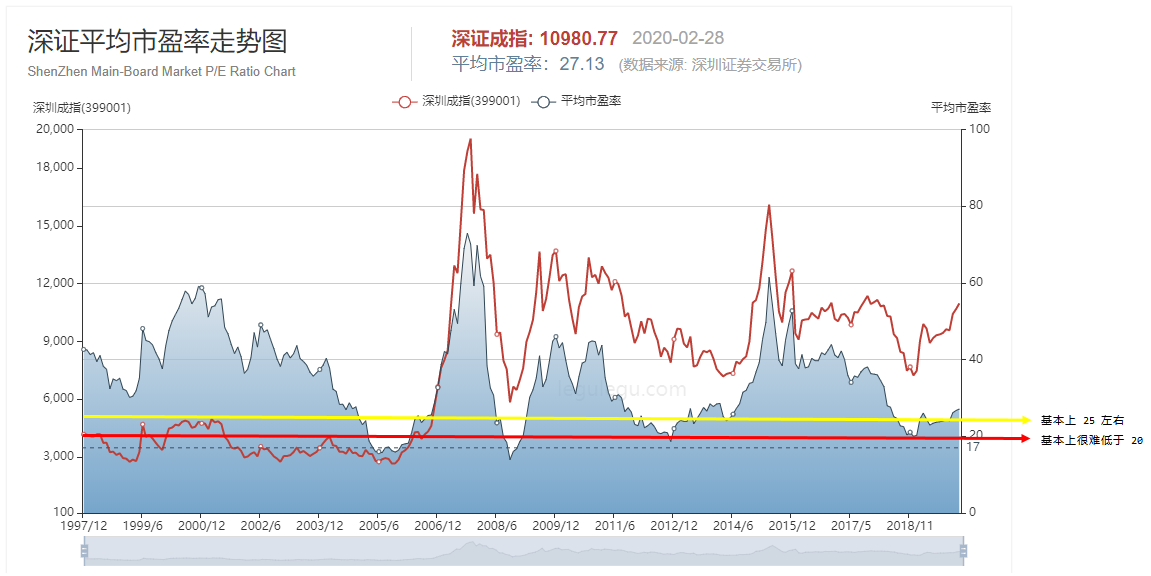 深证平均市盈率走势图
ShenZhen Main-Board Market P/E Ratio Chart
深证成指: 10980.77 2020-02-28
平均市盈率: 27.13 (数据来源: 深圳证券交易所)
深圳成指(399001) 平均市盈率
深圳成指(399001)
平均市盈率
20,000
18,000
15,000
12,000
9,000
6,000
3,000
100
100
80
60
40
20
17
0
legulegu.com
基本上 25 左右
基本上很难低于 20
1997/12 1999/6 2000/12 2002/6 2003/12 2005/6 2006/12 2008/6 2009/12 2011/6 2012/12 2014/6 2015/12 2017/5 2018/11